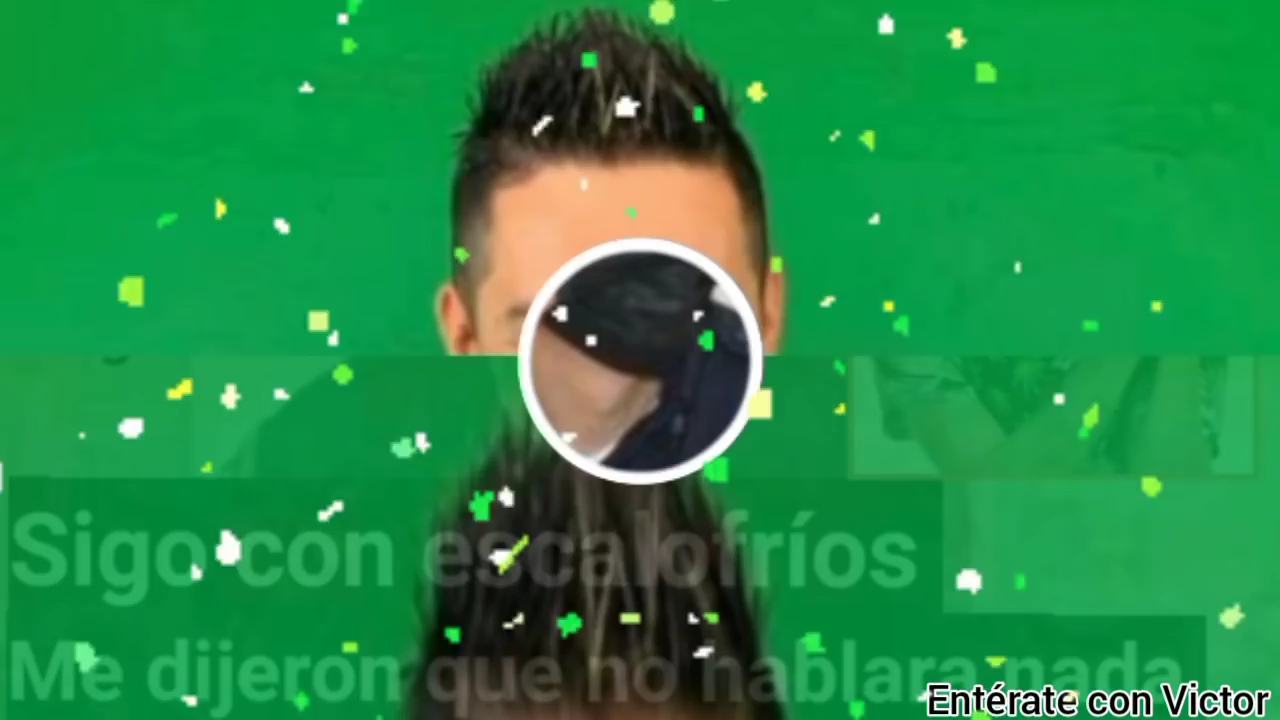 Sigo con escalofríos
Me dijeron que no hablara nada
Entérate con Victor